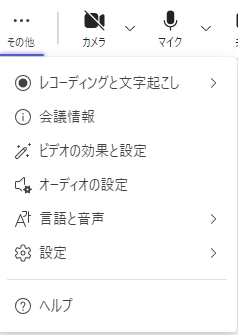 その他
カメラ
マイク
レコーディングと文字起こし
会議情報
ビデオの効果と設定
オーディオの設定
言語と音声
設定
ヘルプ